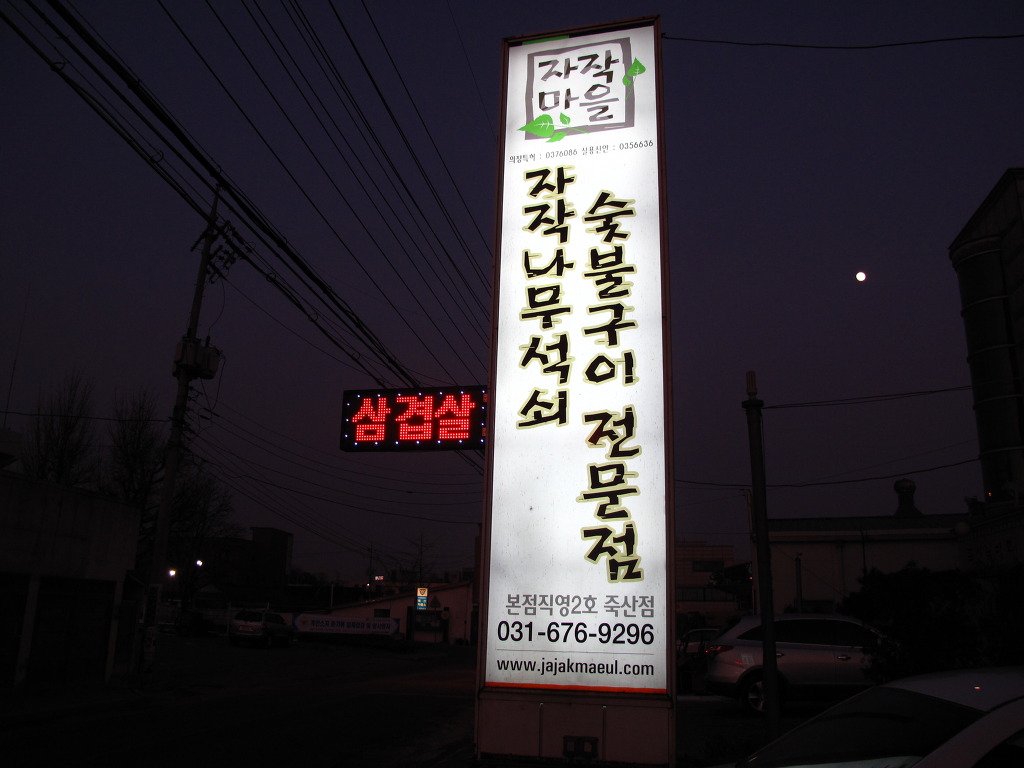 자작
마을
의장특허 : 0376086 실용신안 : 0356636
자작나무석쇠
숯불구이 전문점
삼겹살
본점직영2호 죽산점
031-676-9296
www.jajakmaeul.com